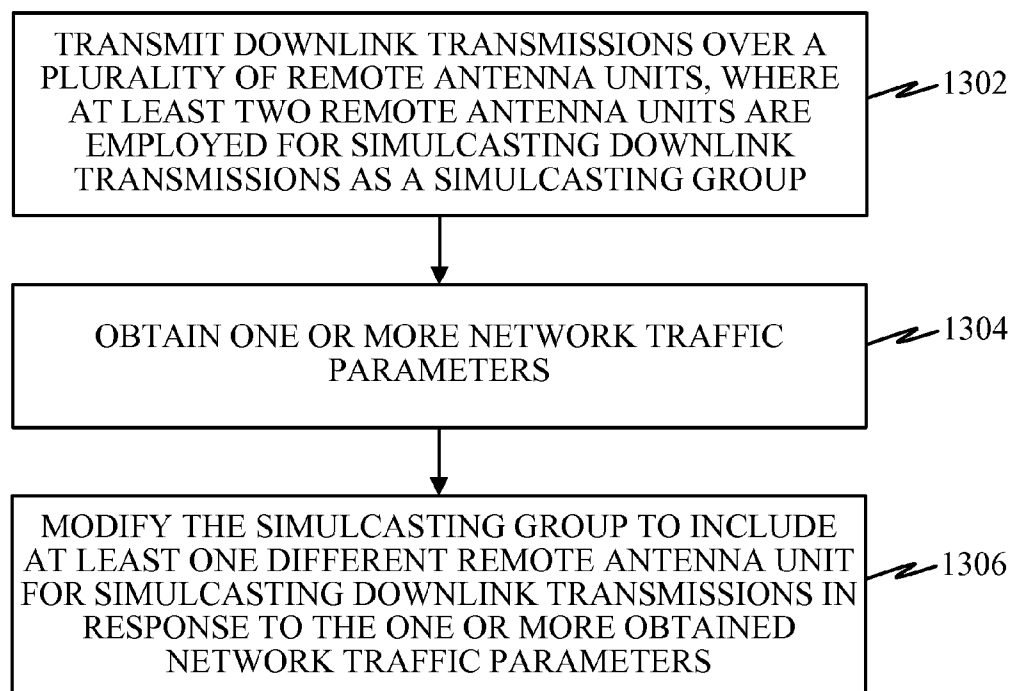 TRANSMIT DOWNLINK TRANSMISSIONS OVER A
PLURALITY OF REMOTE ANTENNA UNITS, WHERE
AT LEAST TWO REMOTE ANTENNA UNITS ARE
EMPLOYED FOR SIMULCASTING DOWNLINK
TRANSMISSIONS AS A SIMULCASTING GROUP
1302
OBTAIN ONE OR MORE NETWORK TRAFFIC
PARAMETERS
1304
MODIFY THE SIMULCASTING GROUP TO INCLUDE
AT LEAST ONE DIFFERENT REMOTE ANTENNA UNIT
FOR SIMULCASTING DOWNLINK TRANSMISSIONS IN
RESPONSE TO THE ONE OR MORE OBTAINED
NETWORK TRAFFIC PARAMETERS
1306